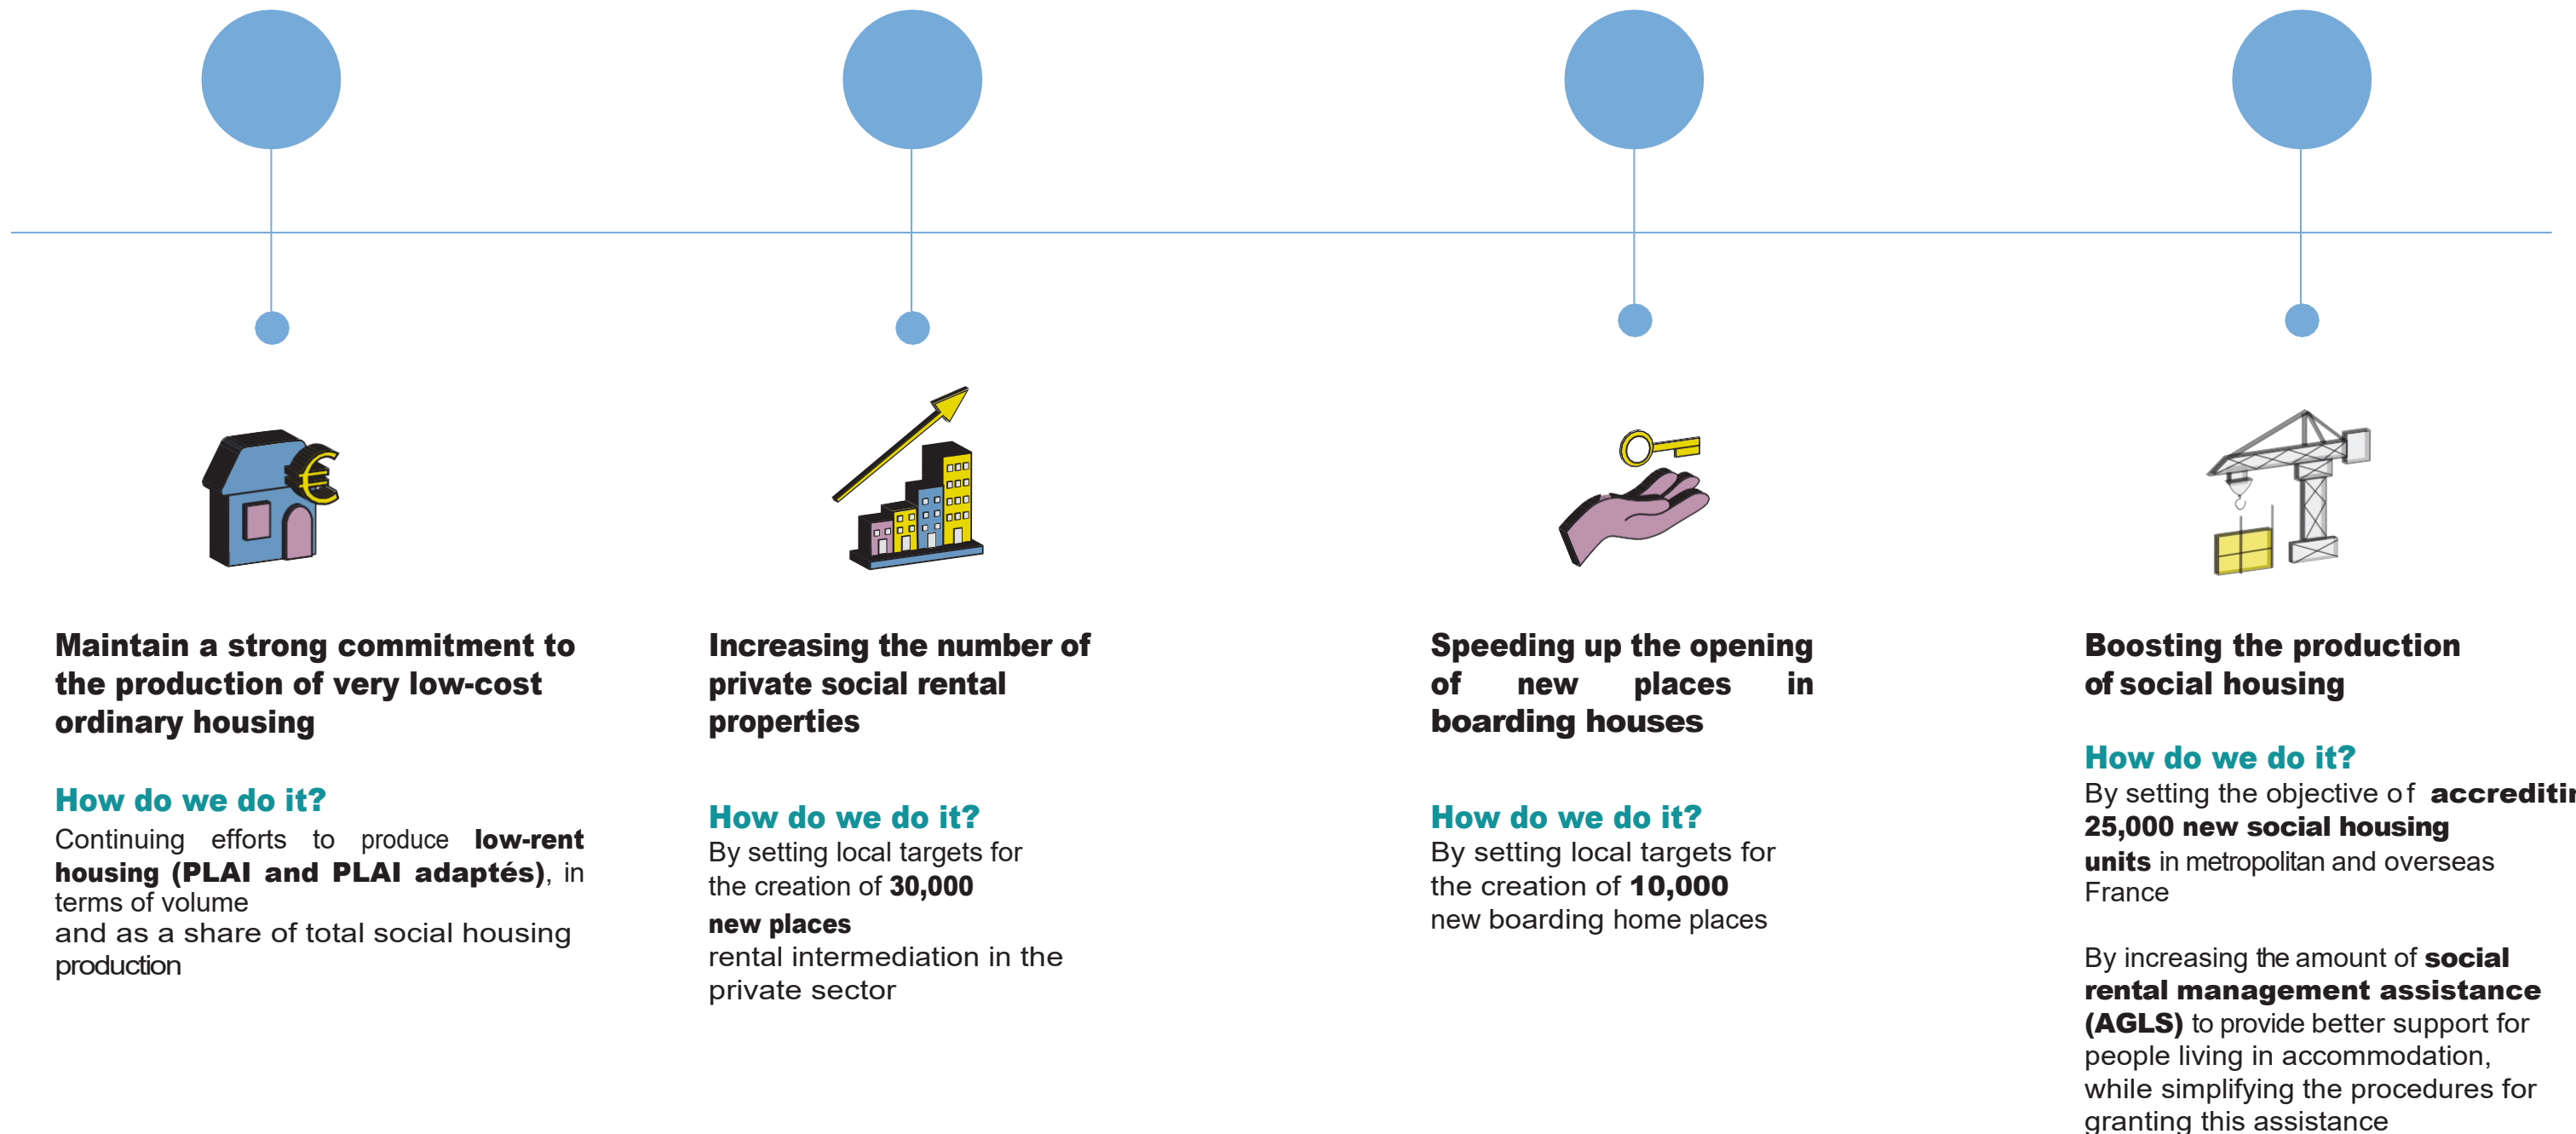 Maintain a strong commitment to
the production of very low-cost
ordinary housing
How do we do it?
Continuing efforts to produce low-rent
housing (PLAI and PLAI adaptés), in
terms of volume
and as a share of total social housing
production
Increasing the number of
private social rental
properties
How do we do it?
By setting local targets for
the creation of 30,000
new places
rental intermediation in the
private sector
Speeding up the opening
of new places in
boarding houses
How do we do it?
By setting local targets for
the creation of 10,000
new boarding home places
Boosting the production
of social housing
How do we do it?
By setting the objective of accreditin
25,000 new social housing
units in metropolitan and overseas
France
By increasing the amount of social
rental management assistance
(AGLS) to provide better support for
people living in accommodation,
while simplifying the procedures for
granting this assistance